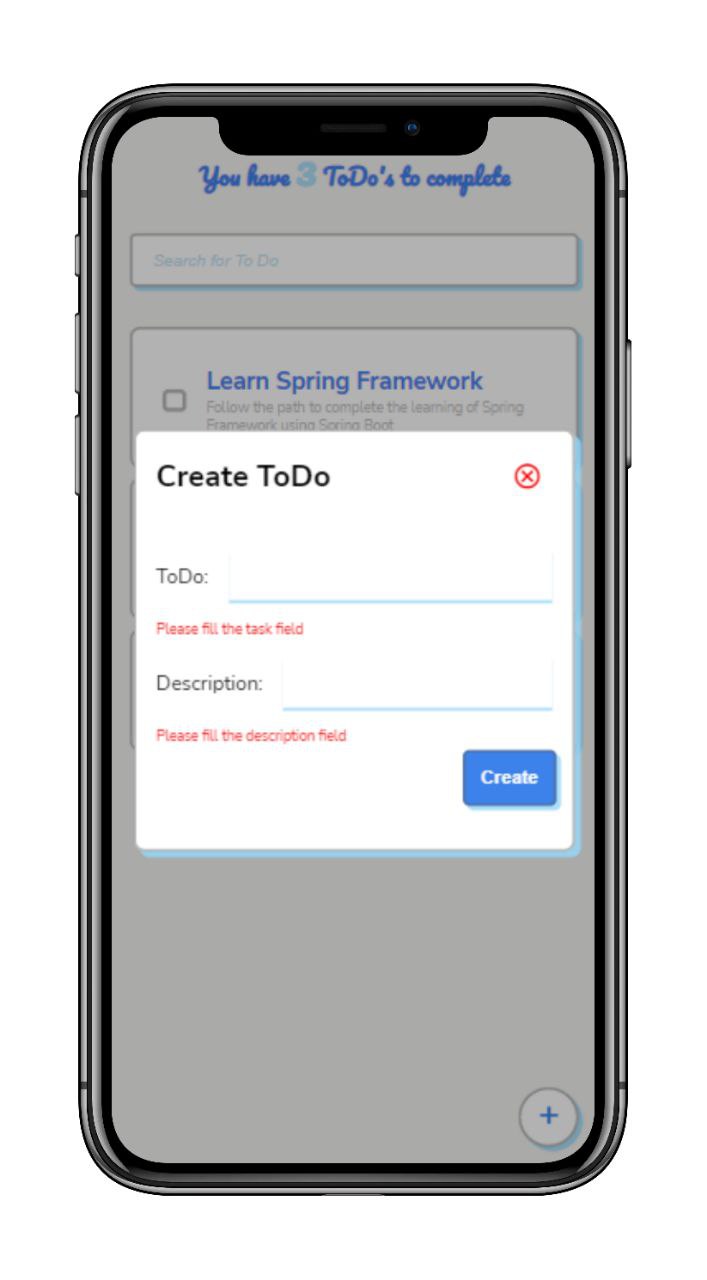 You have 3 ToDo's to complete
Search for To Do
Learn Spring Framework
Follow the path to complete the learning of Spring
Framework using Spring Boot
Create ToDo
ToDo:
Please fill the task field
Description:
Please fill the description field
Create
+